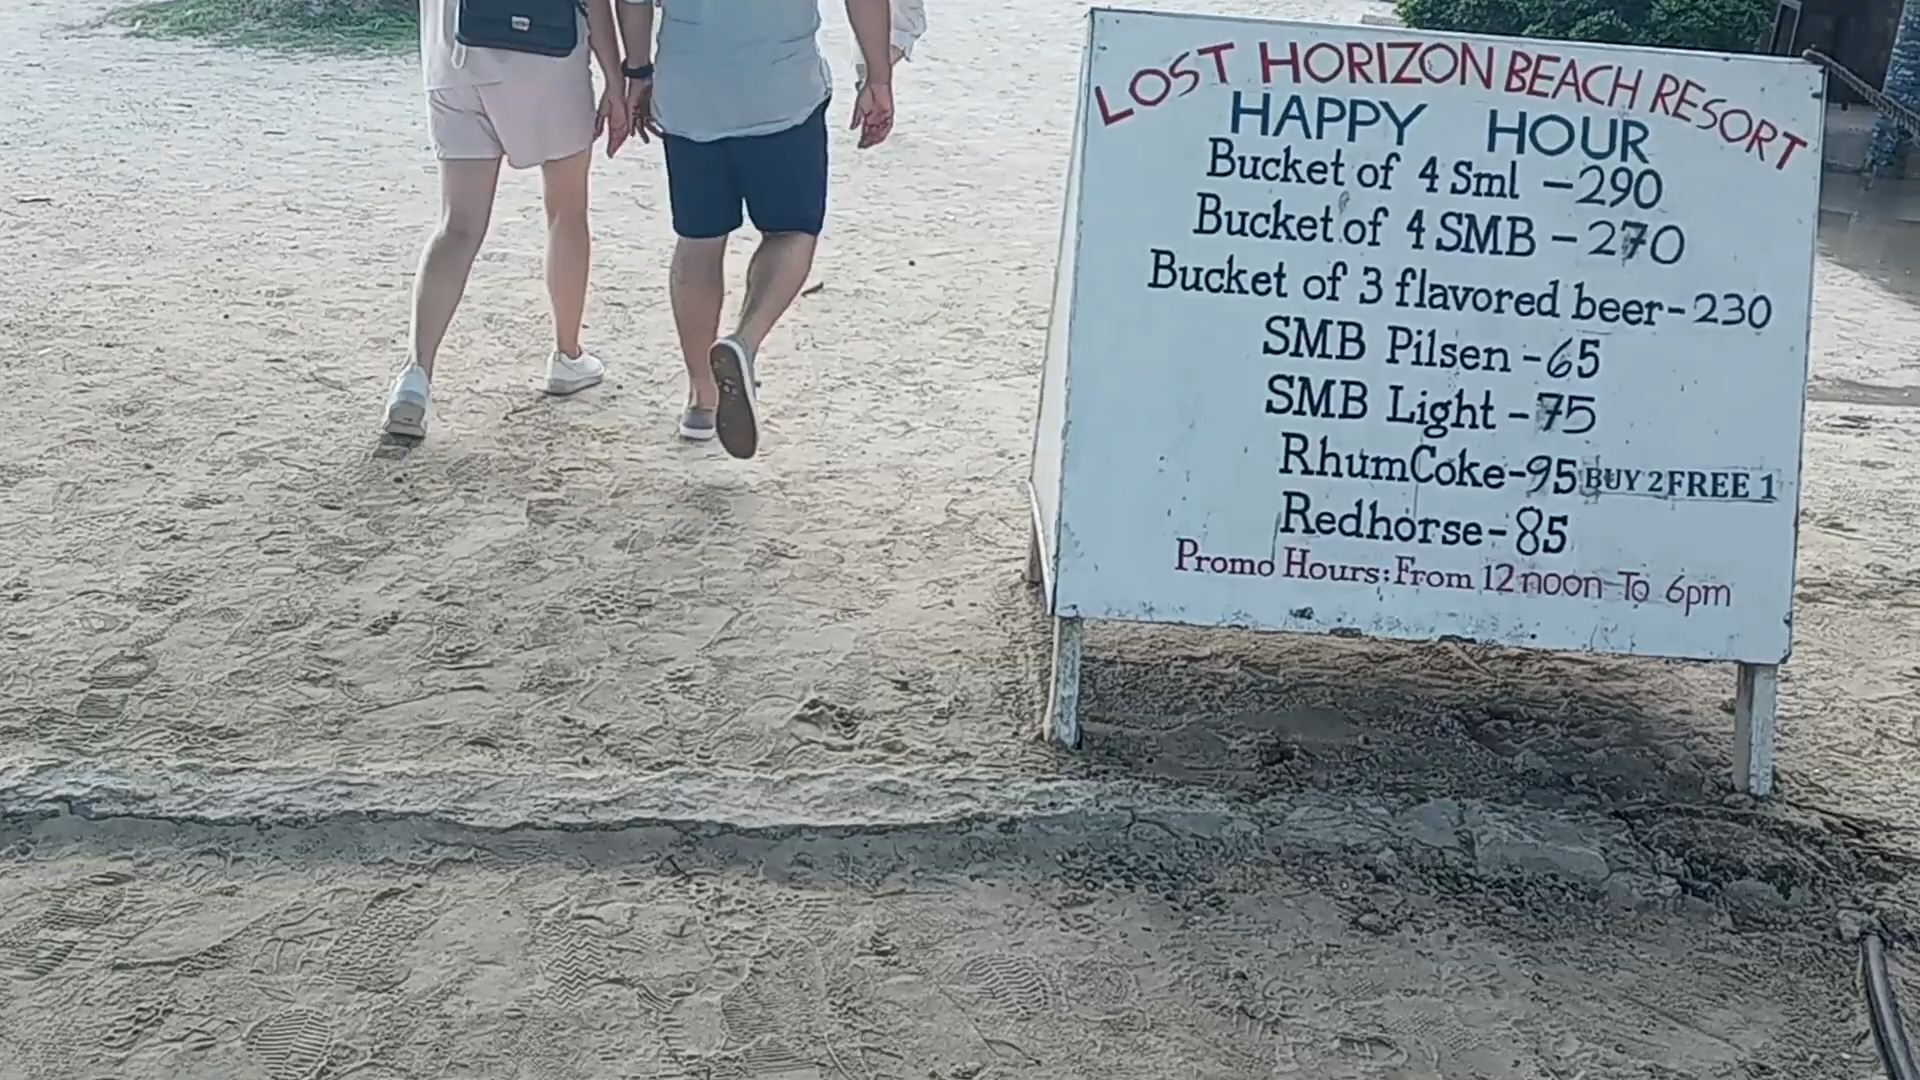 LOST HORIZON BEACH RESORT
HAPPY HOUR
Bucket of 4 Sml -290
Bucket of 4 SMB - 270
Bucket of 3 flavored beer-230
SMB Pilsen -65
SMB Light -75
RhumCoke-95 BUY 2 FREE 1
Redhorse-85
Promo Hours: From 12 noon To 6pm